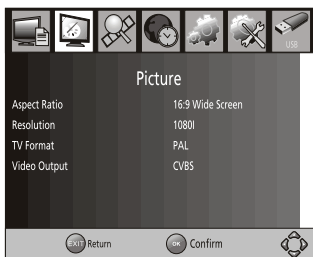 USB
Picture
Aspect Ratio 16:9 Wide Screen
Resolution 1080I
TV Format PAL
Video Output CVBS
EXIT Return OK Confirm